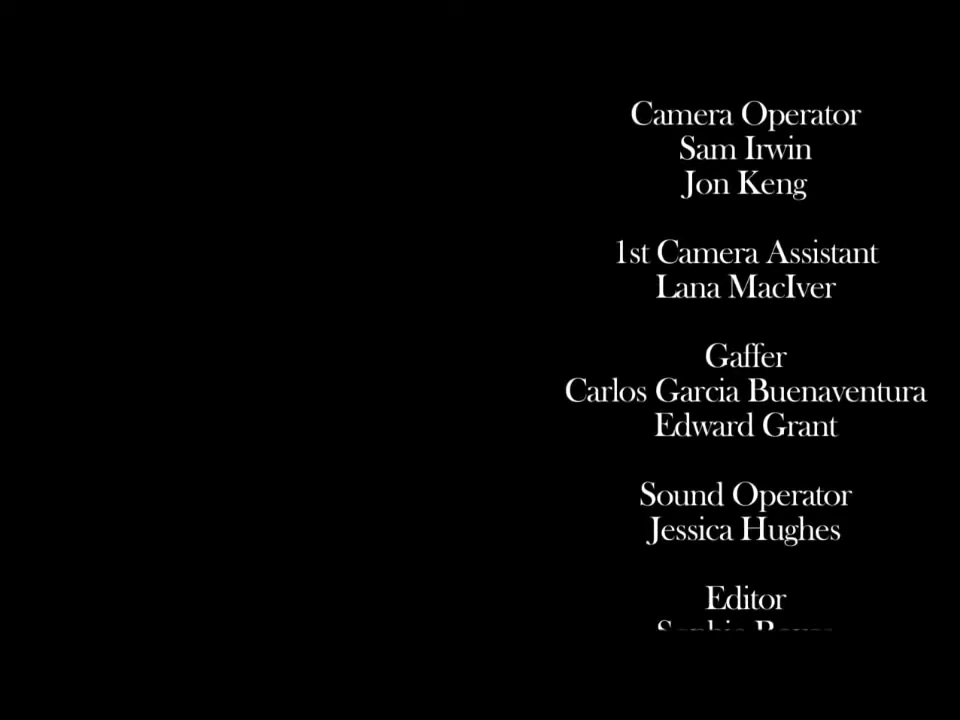 Camera Operator
Sam Irwin
Jon Keng
1st Camera Assistant
Lana MacIver
Gaffer
Carlos Garcia Buenaventura
Edward Grant
Sound Operator
Jessica Hughes
Editor